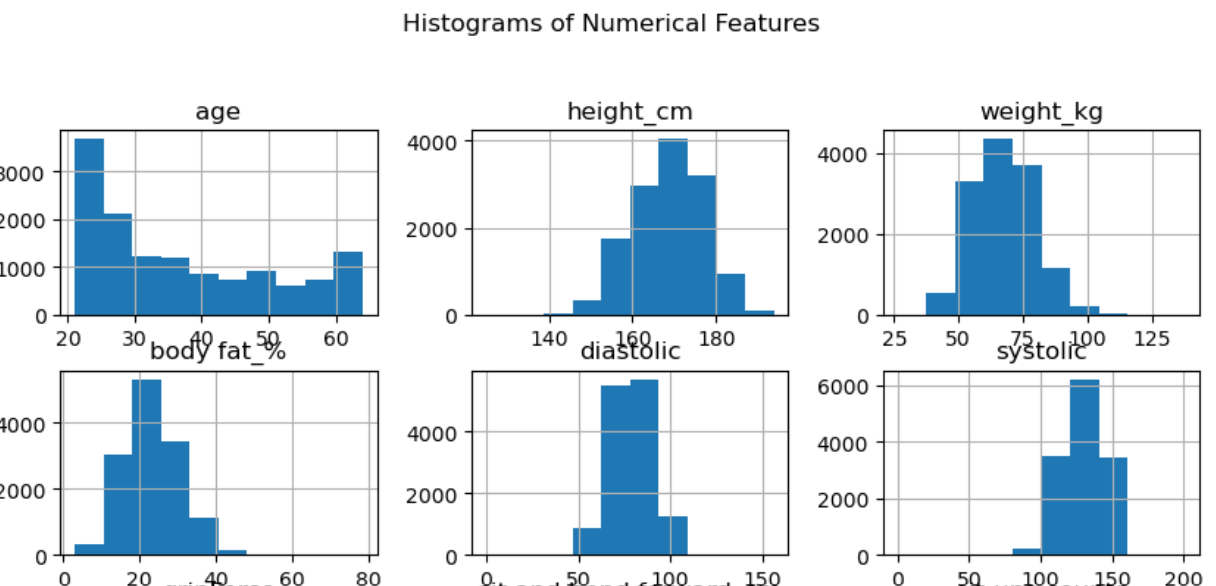 Histograms of Numerical Features
age height_cm weight_kg
4000 4000
3000
2000 2000 2000
1000
0 0 0
20 30 40 50 60 140 160 180 25 50 75 100 125
body fat_% diastolic systolic
6000
4000 4000 4000
2000 2000 2000
0 0 0
0 20 40 60 80 0 50 100 150 0 50 100 150 200